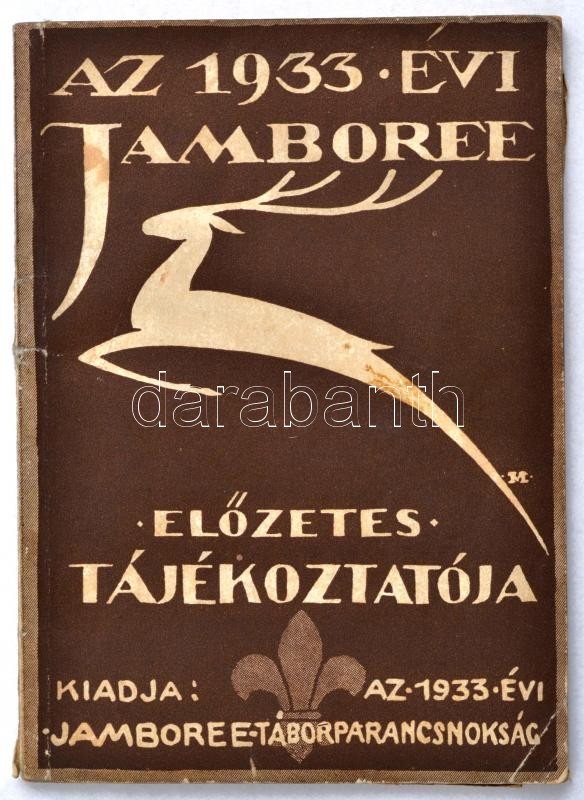 AZ 1933 · ÉVI
JAMBOREE
darabanth
·M·
· ELŐZETES ·
TÁJÉKOZTATÓJA
KIADJA: AZ · 1933 · ÉVI
·JAMBOREE·TÁBORPARANCSNOKSÁG